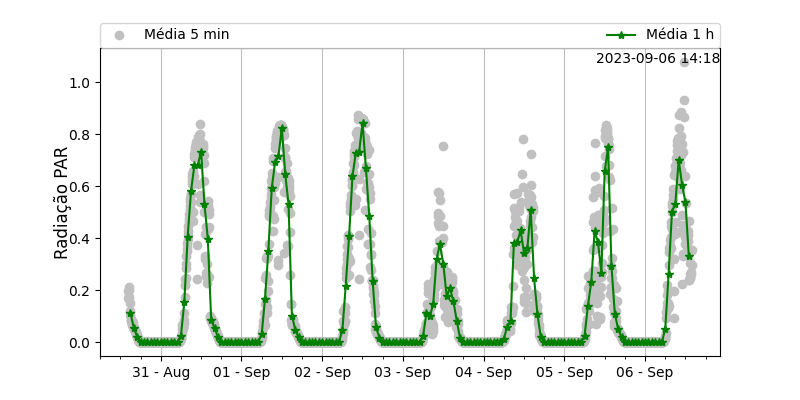 Média 5 min
Média 1 h
2023-09-06 14:18
Radiação PAR
1.0
0.8
0.6
0.4
0.2
0.0
31 - Aug
01 - Sep
02 - Sep
03 - Sep
04 - Sep
05 - Sep
06 - Sep